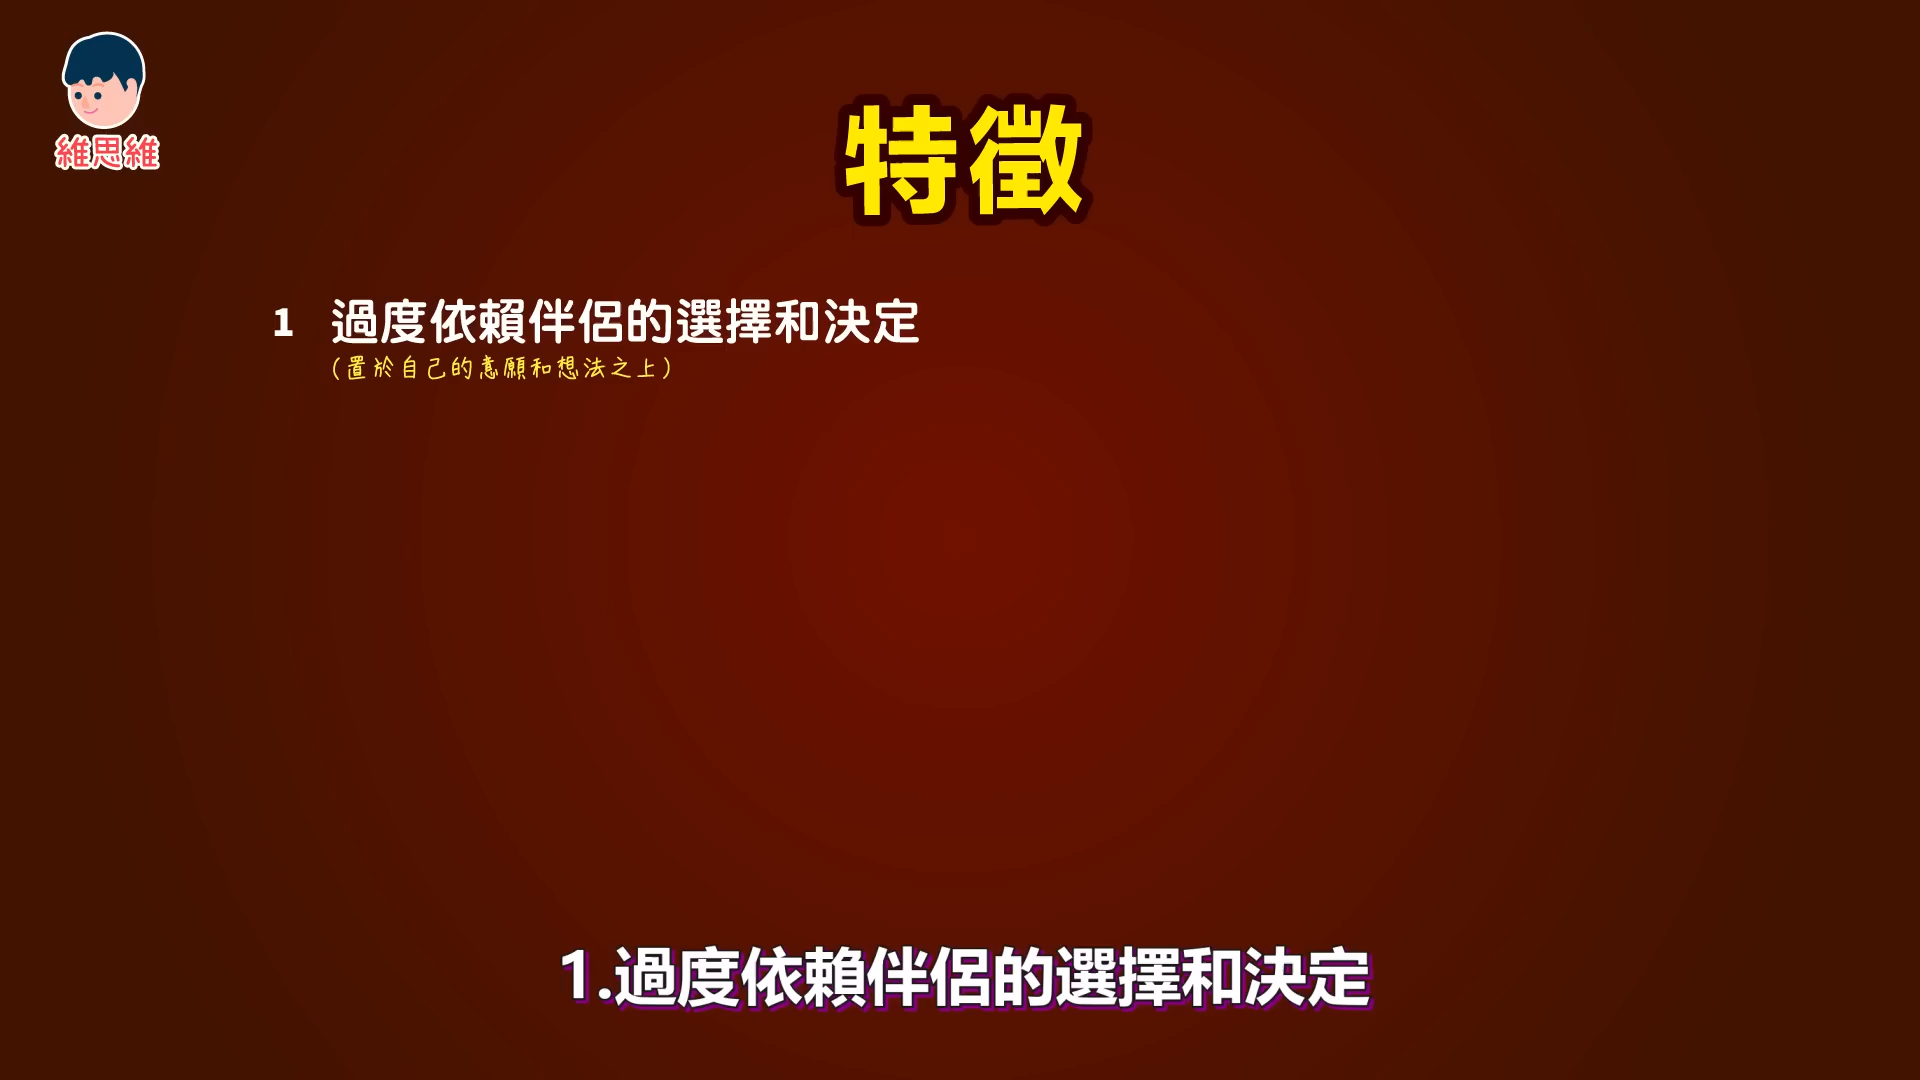 維思維
特徵
1 過度依賴伴侶的選擇和決定
(置於自己的意願和想法之上)
1.過度依賴伴侶的選擇和決定